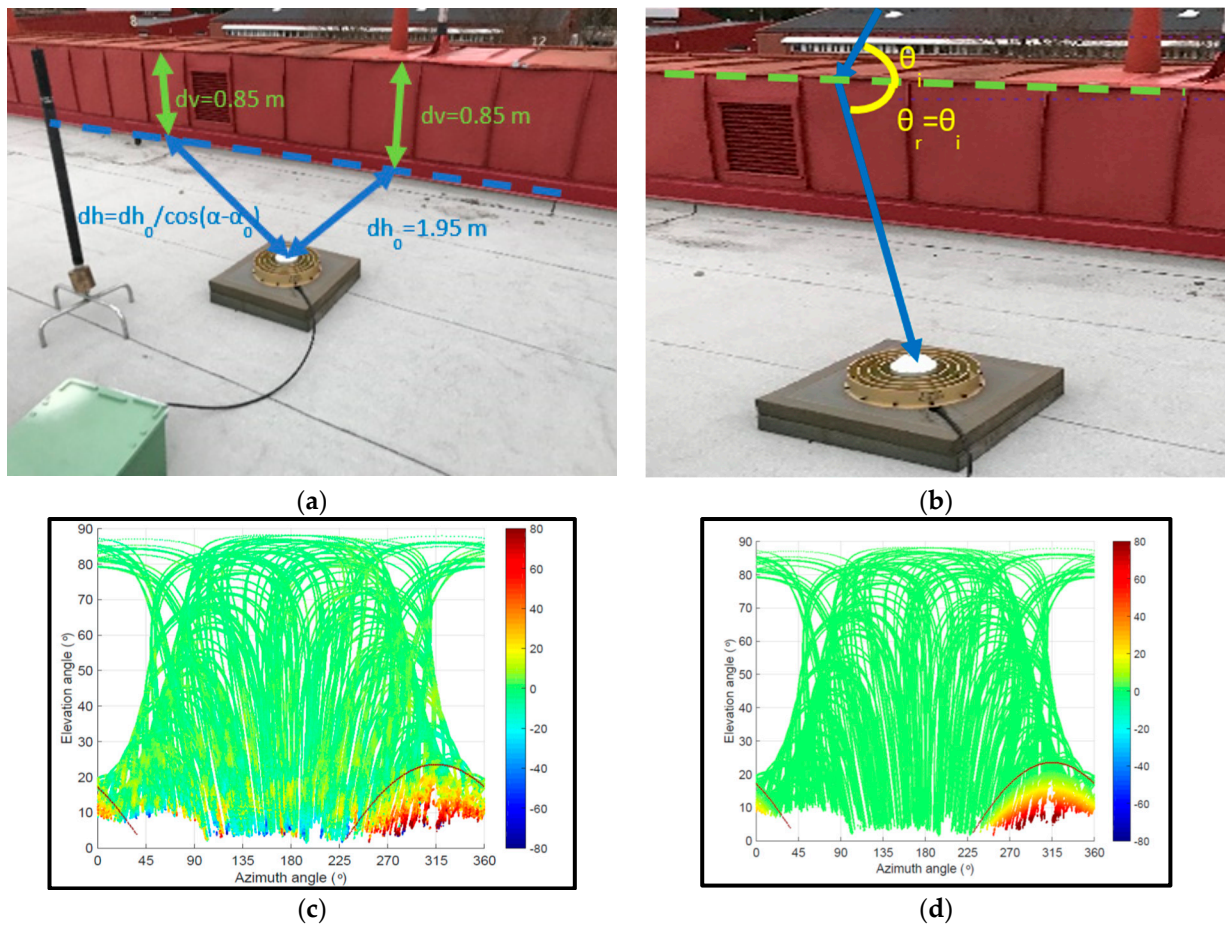 8
12
dv=0.85 m
dv=0.85 m
dh=dh₀/cos(α-α₀)
dh₀=1.95 m
θᵢ
θᵣ=θᵢ
(a)
(b)
90
80
70
60
50
40
30
20
10
0
Elevation angle (°)
0 45 90 135 180 225 270 315 360
Azimuth angle (°)
80
60
40
20
0
-20
-40
-60
-80
90
80
70
60
50
40
30
20
10
0
Elevation angle (°)
0 45 90 135 180 225 270 315 360
Azimuth angle (°)
80
60
40
20
0
-20
-40
-60
-80
(c)
(d)